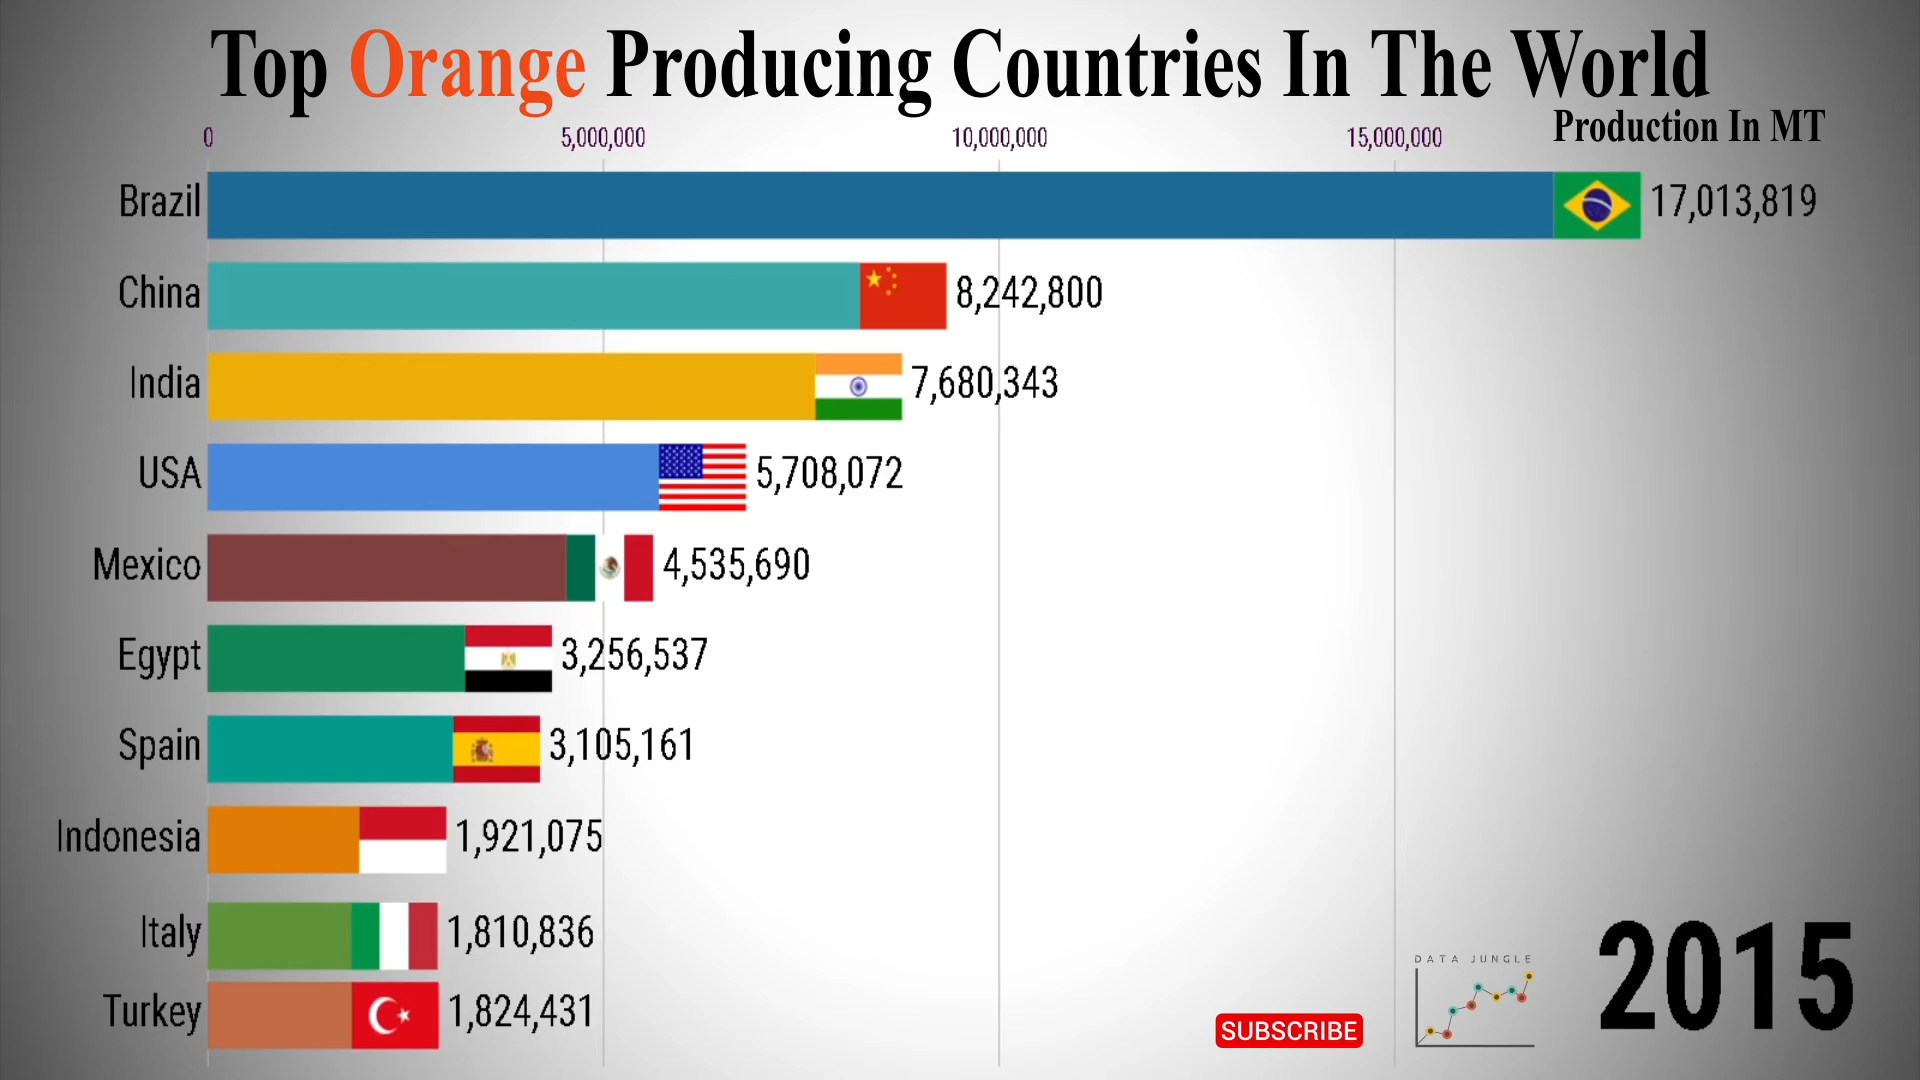 Top Orange Producing Countries In The World
Production In MT
0 5,000,000 10,000,000 15,000,000
Brazil 17,013,819
China 8,242,800
India 7,680,343
USA 5,708,072
Mexico 4,535,690
Egypt 3,256,537
Spain 3,105,161
Indonesia 1,921,075
Italy 1,810,836
Turkey 1,824,431
DATA JUNGLE
SUBSCRIBE
2015